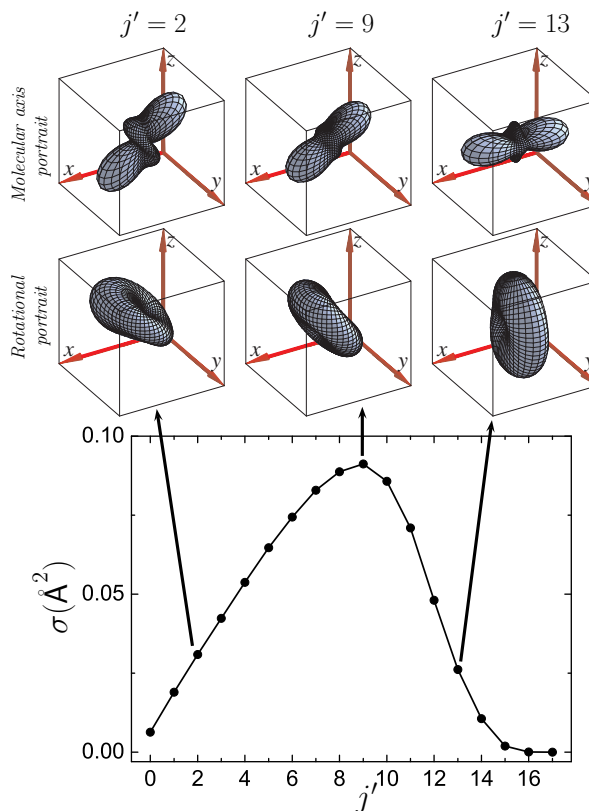 j′ = 2 j′ = 9 j′ = 13
Molecular axis
portrait
z z z
x x x
y y y
Rotational
portrait
z z z
x x x
y y y
0.10
0.05
0.00
σ(Å²)
0 2 4 6 8 10 12 14 16
j′